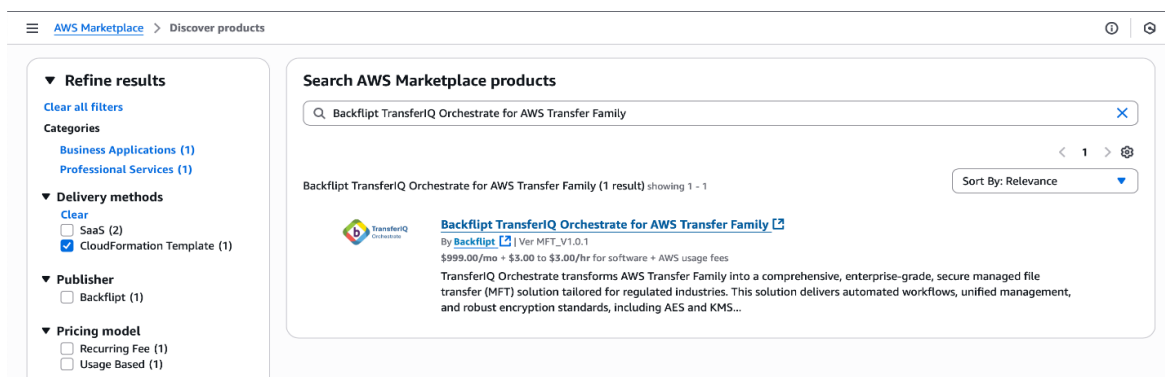 AWS Marketplace > Discover products
Refine results
Clear all filters
Categories
Business Applications (1)
Professional Services (1)
Delivery methods
Clear
SaaS (2)
CloudFormation Template (1)
Publisher
Backflipt (1)
Pricing model
Recurring Fee (1)
Usage Based (1)
Search AWS Marketplace products
Backflipt TransferIQ Orchestrate for AWS Transfer Family
< 1 >
Backflipt TransferIQ Orchestrate for AWS Transfer Family (1 result) showing 1 - 1
Sort By: Relevance
TransferIQ
Orchestrate
Backflipt TransferIQ Orchestrate for AWS Transfer Family
By Backflipt | Ver MFT_V1.0.1
$999.00/mo + $3.00 to $3.00/hr for software + AWS usage fees
TransferIQ Orchestrate transforms AWS Transfer Family into a comprehensive, enterprise-grade, secure managed file
transfer (MFT) solution tailored for regulated industries. This solution delivers automated workflows, unified management,
and robust encryption standards, including AES and KMS...